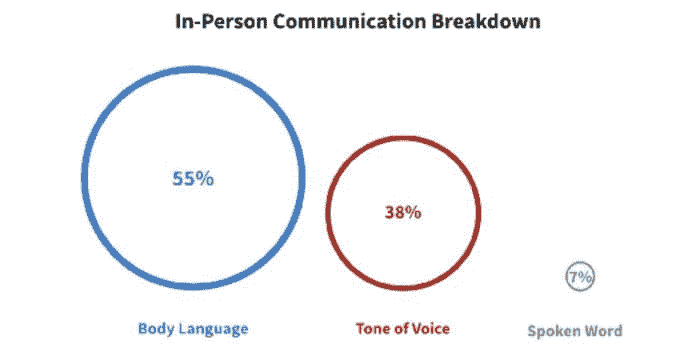 In-Person Communication Breakdown
55%
38%
7%
Body Language
Tone of Voice
Spoken Word